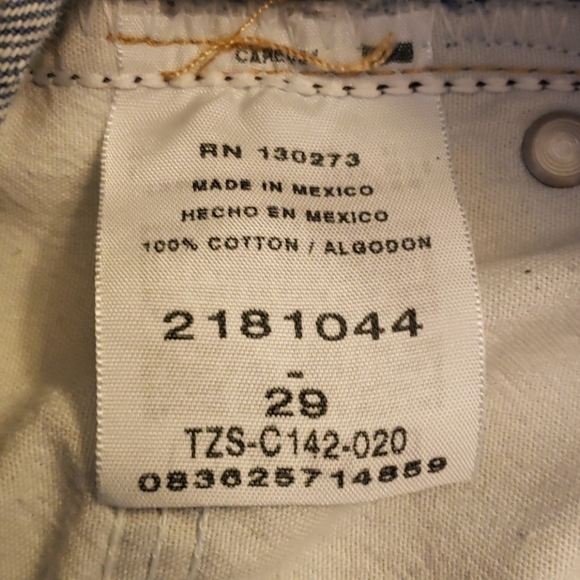 RN 130273
MADE IN MEXICO
HECHO EN MEXICO
100% COTTON / ALGODON
2181044
-
29
TZS-C142-020
083625714859